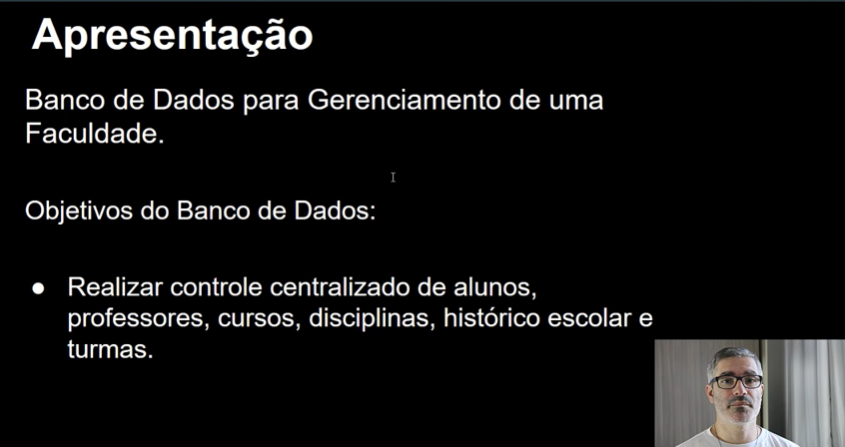 Apresentação
Banco de Dados para Gerenciamento de uma
Faculdade.
Objetivos do Banco de Dados:
● Realizar controle centralizado de alunos,
professores, cursos, disciplinas, histórico escolar e
turmas.